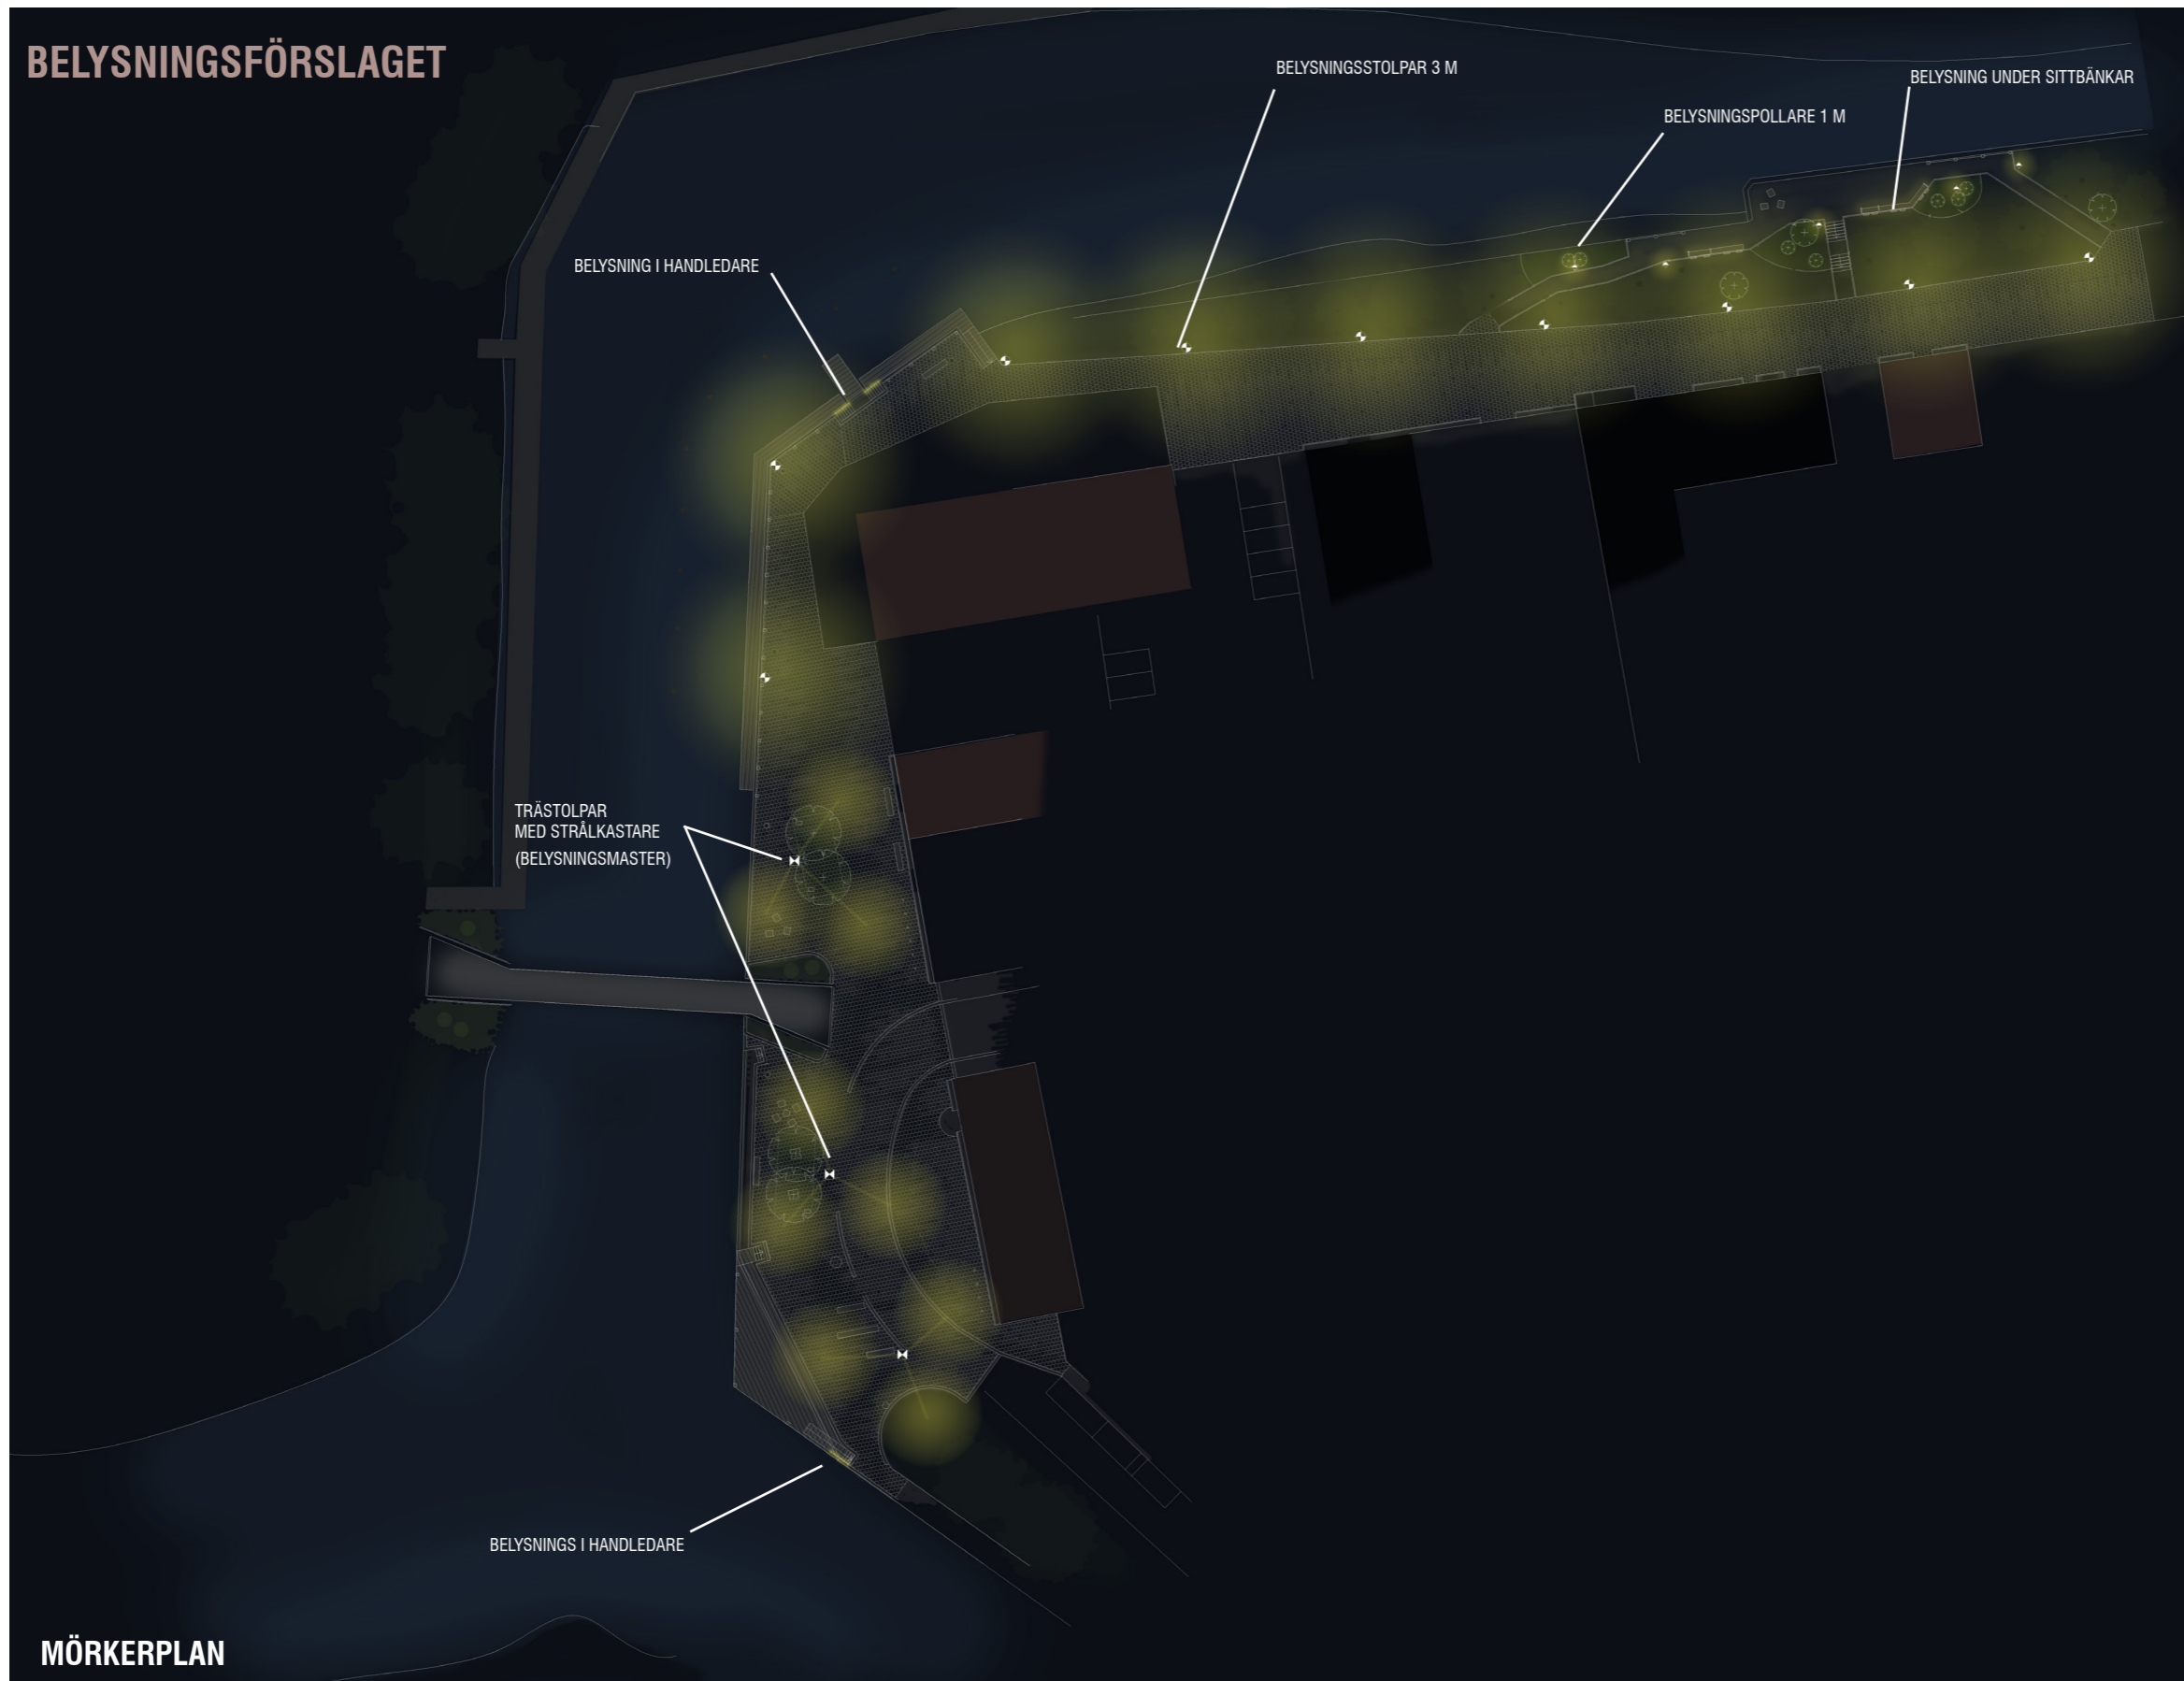 BELYSNINGSFÖRSLAGET
BELYSNINGSSTOLPAR 3 M
BELYSNING UNDER SITTBÄNKAR
BELYSNINGSPOLLARE 1 M
BELYSNING I HANDLEDARE
TRÄSTOLPAR
MED STRÅLKASTARE
(BELYSNINGSMASTER)
BELYSNINGS I HANDLEDARE
MÖRKERPLAN